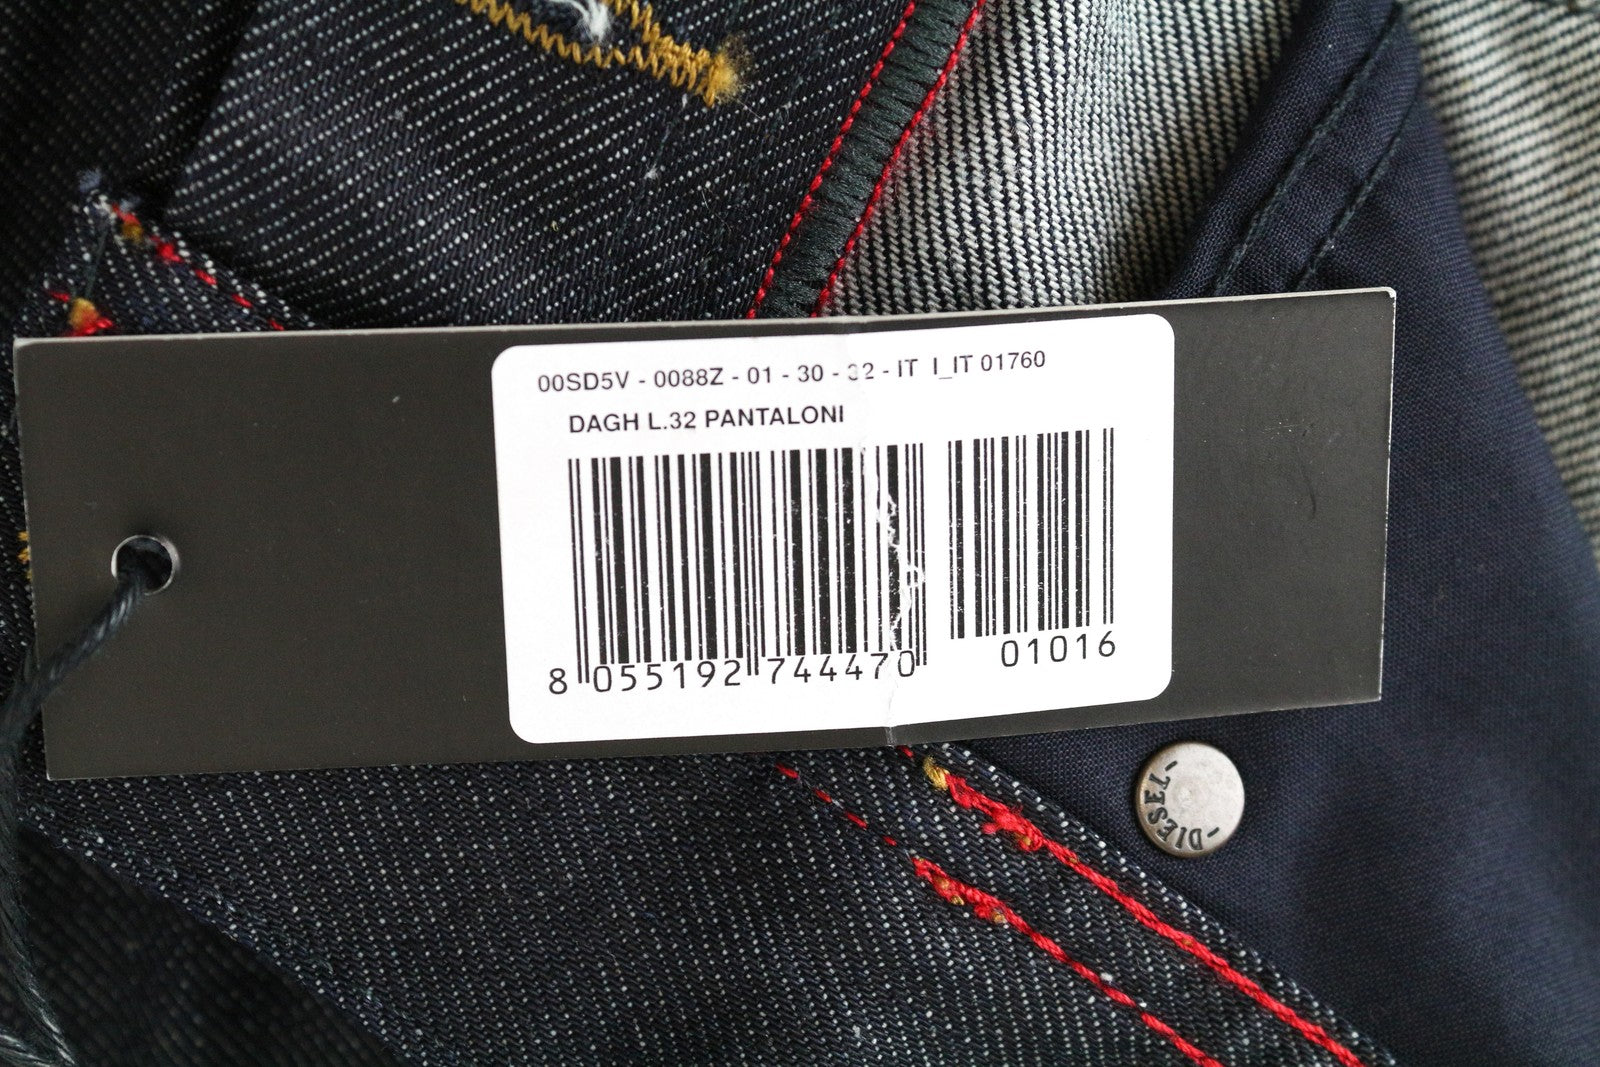 00SD5V - 0088Z - 01 - 30 - 32 - IT I_IT 01760
DAGH L.32 PANTALONI
8 055192 744470
01016
-DIESEL-